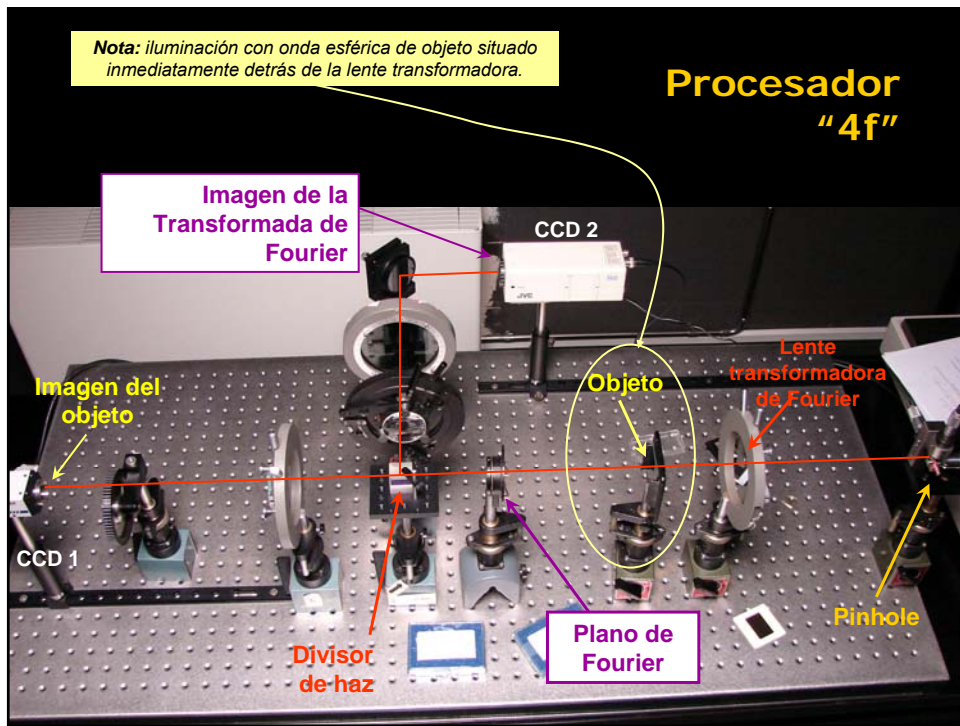 Nota: iluminación con onda esférica de objeto situado
inmediatamente detrás de la lente transformadora.
Procesador
“4f”
Imagen de la
Transformada de
Fourier
CCD 2
JVC
Imagen del
objeto
Objeto
Lente
transformadora
de Fourier
CCD 1
Divisor
de haz
Plano de
Fourier
Pinhole